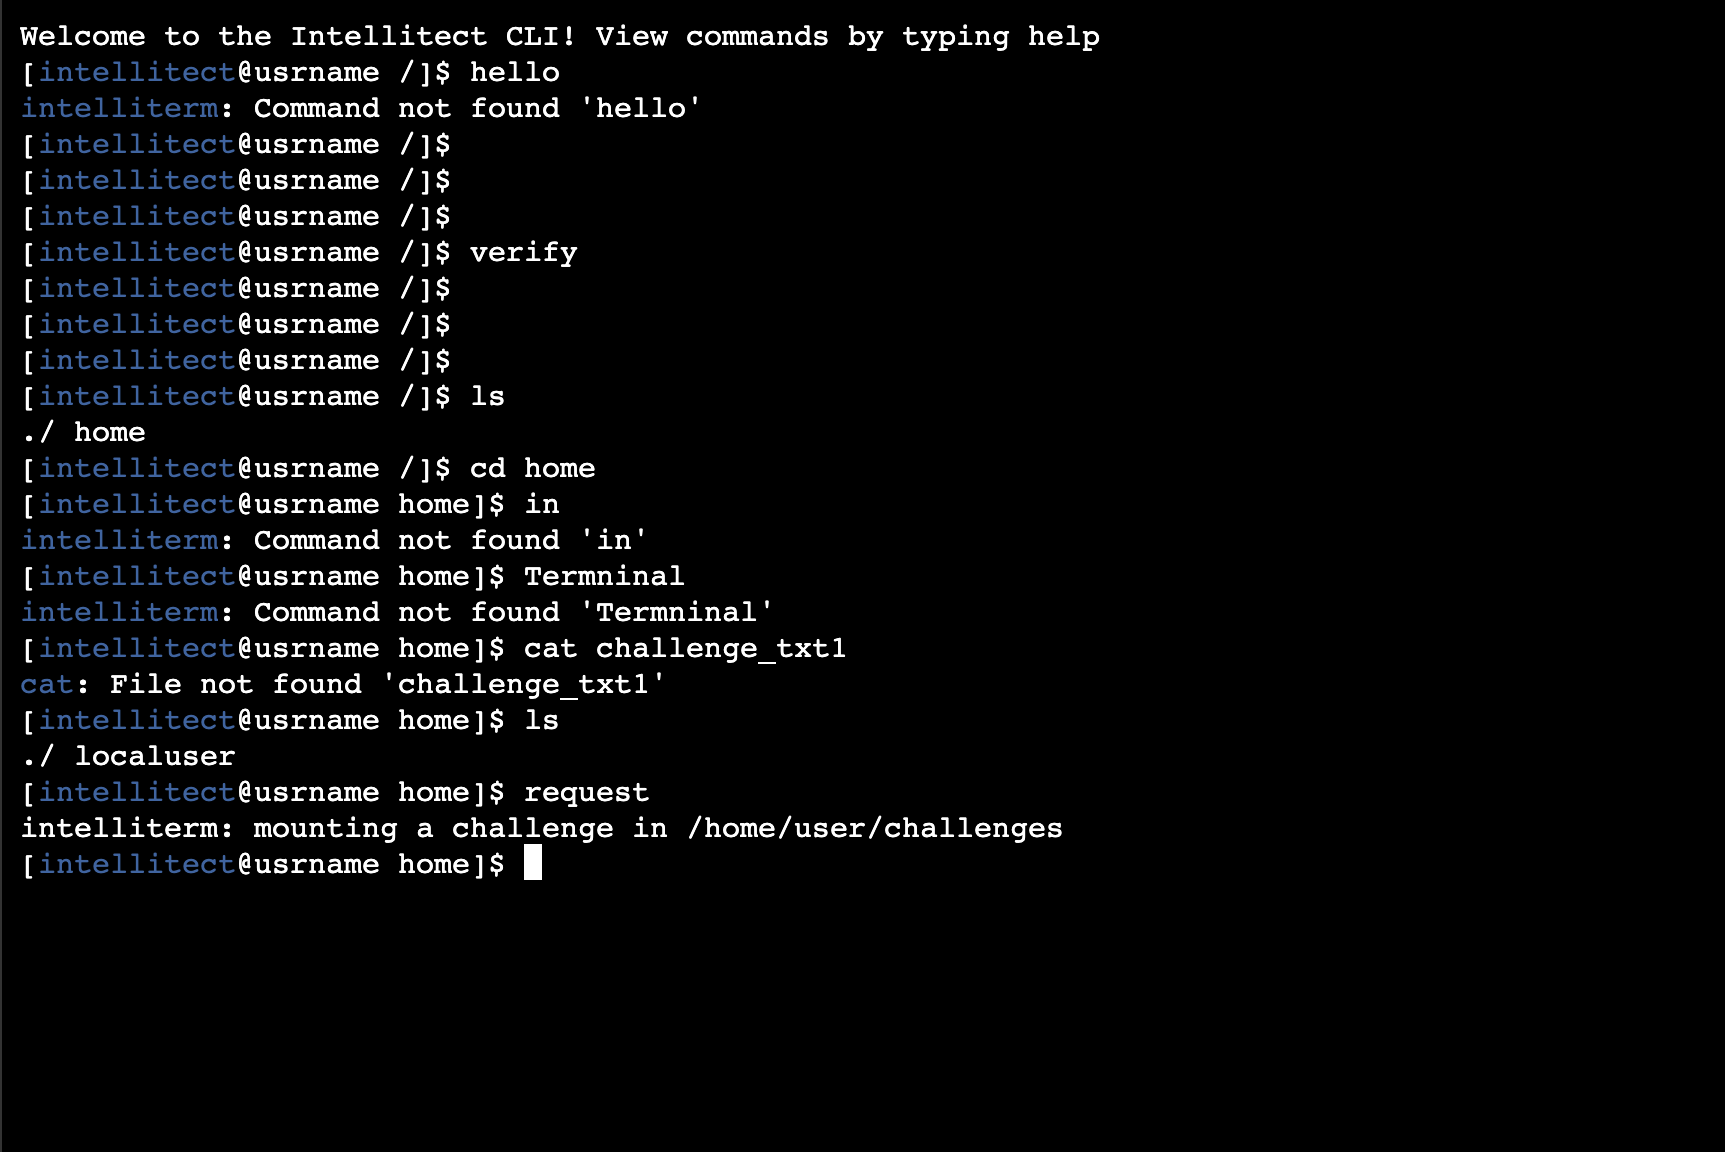 Welcome to the Intellitect CLI! View commands by typing help
[intellitect@usrname /]$ hello
intelliterm: Command not found 'hello'
[intellitect@usrname /]$
[intellitect@usrname /]$
[intellitect@usrname /]$
[intellitect@usrname /]$ verify
[intellitect@usrname /]$
[intellitect@usrname /]$
[intellitect@usrname /]$
[intellitect@usrname /]$ ls
./ home
[intellitect@usrname /]$ cd home
[intellitect@usrname home]$ in
intelliterm: Command not found 'in'
[intellitect@usrname home]$ Termninal
intelliterm: Command not found 'Termninal'
[intellitect@usrname home]$ cat challenge_txt1
cat: File not found 'challenge_txt1'
[intellitect@usrname home]$ ls
./ localuser
[intellitect@usrname home]$ request
intelliterm: mounting a challenge in /home/user/challenges
[intellitect@usrname home]$